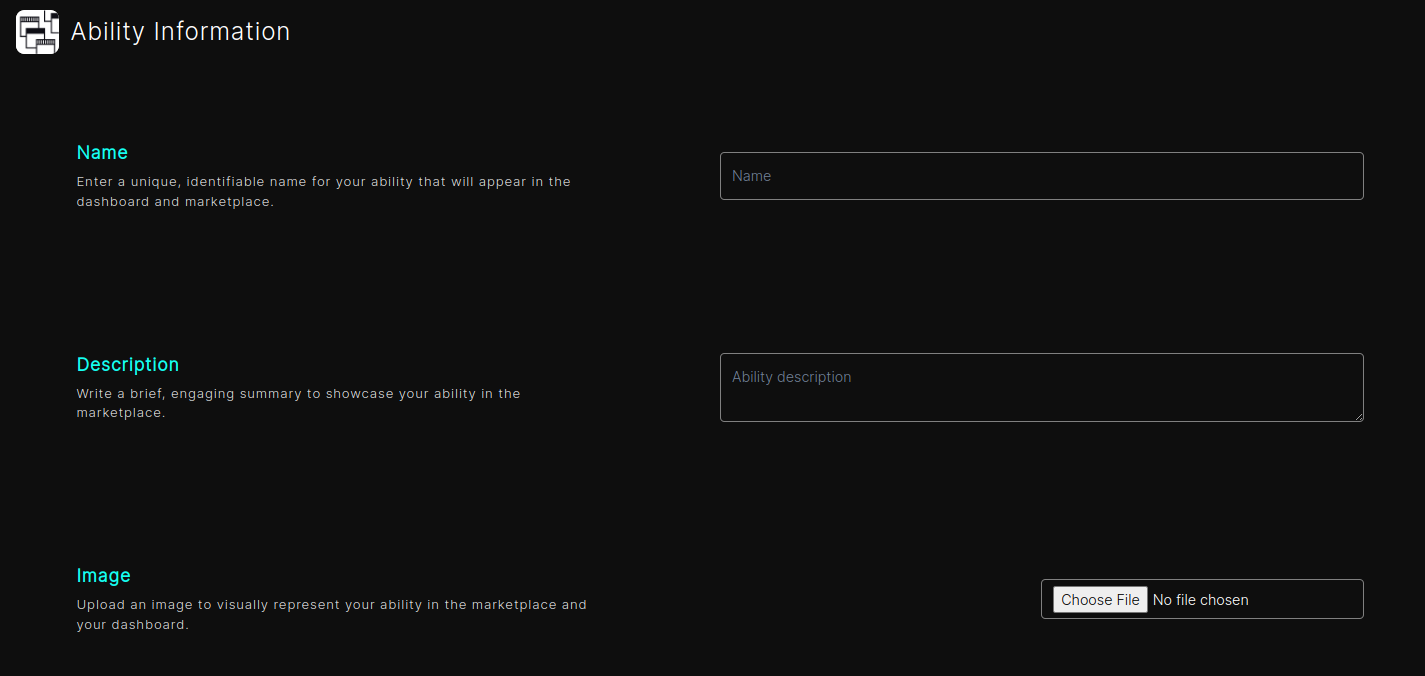 Ability Information
Name
Enter a unique, identifiable name for your ability that will appear in the
dashboard and marketplace.
Name
Description
Write a brief, engaging summary to showcase your ability in the
marketplace.
Ability description
Image
Upload an image to visually represent your ability in the marketplace and
your dashboard.
Choose File No file chosen